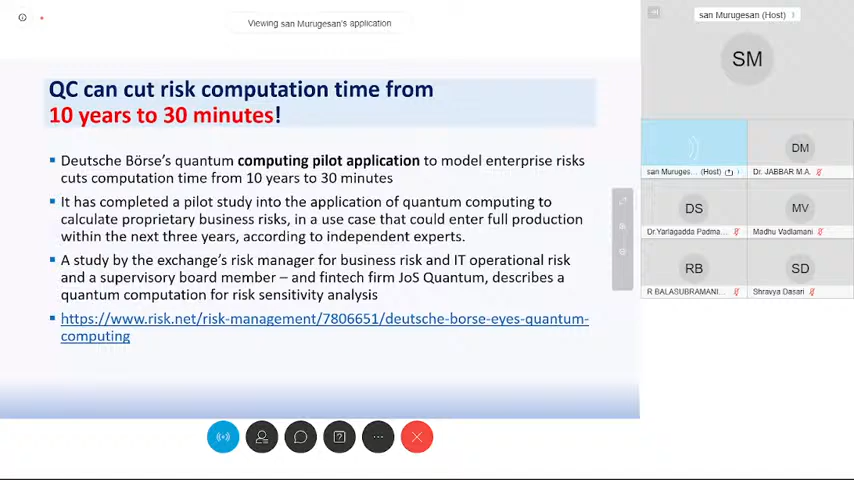 Viewing san Murugesan's application
san Murugesan (Host)
SM
QC can cut risk computation time from
10 years to 30 minutes!
▪ Deutsche Börse's quantum computing pilot application to model enterprise risks
cuts computation time from 10 years to 30 minutes
▪ It has completed a pilot study into the application of quantum computing to
calculate proprietary business risks, in a use case that could enter full production
within the next three years, according to independent experts.
▪ A study by the exchange's risk manager for business risk and IT operational risk
and a supervisory board member – and fintech firm JoS Quantum, describes a
quantum computation for risk sensitivity analysis
▪ https://www.risk.net/risk-management/7806651/deutsche-borse-eyes-quantum-
computing
DM
san Muruges... (Host)
Dr. JABBAR M.A.
DS
MV
Dr.Yarlagadda Padma...
Madhu Vadlamani
RB
SD
R BALASUBRAMANI...
Shravya Dasari